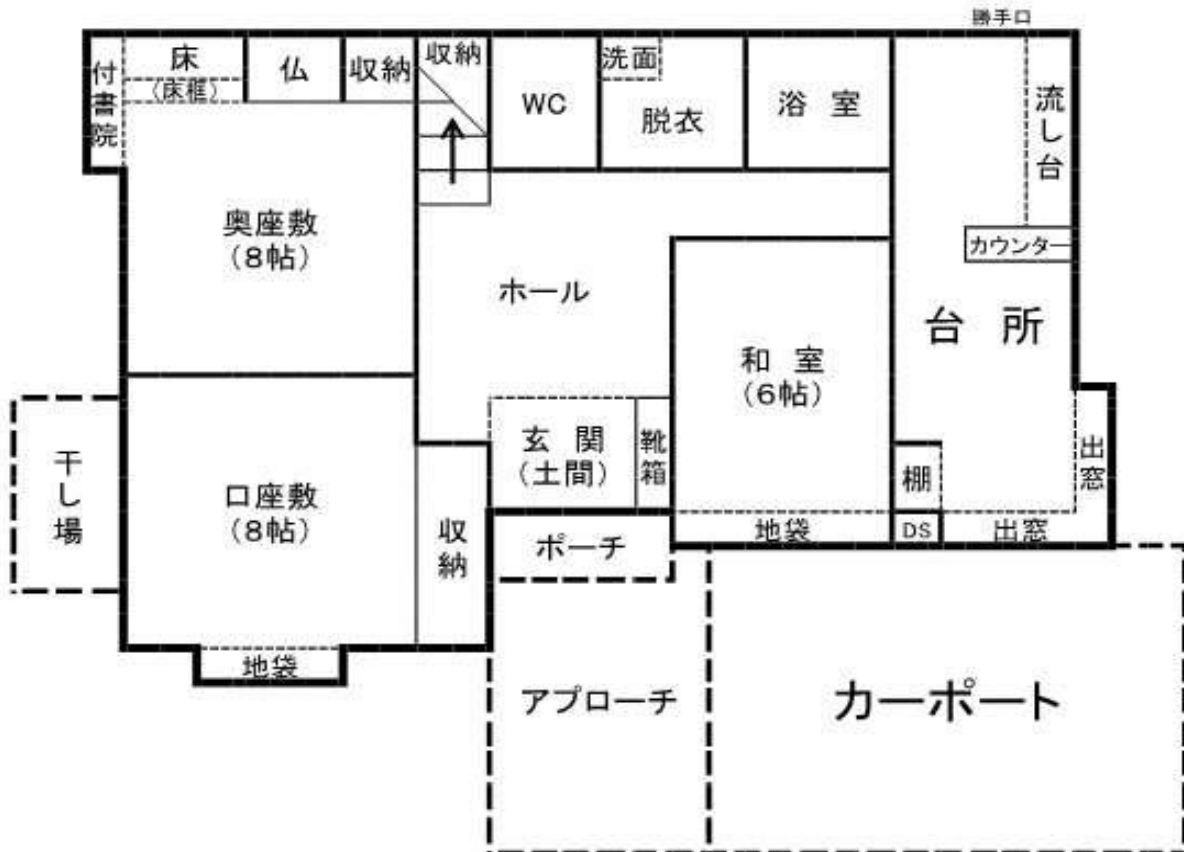 勝手口
付書院
床
(床框)
仏
収納
収納
WC
洗面
脱衣
浴 室
流し台
カウンター
奥座敷
(8帖)
ホール
和 室
(6帖)
台 所
干し場
口座敷
(8帖)
収納
玄 関
(土間)
靴箱
棚
出窓
地袋
DS
出窓
ポーチ
地袋
アプローチ
カーポート